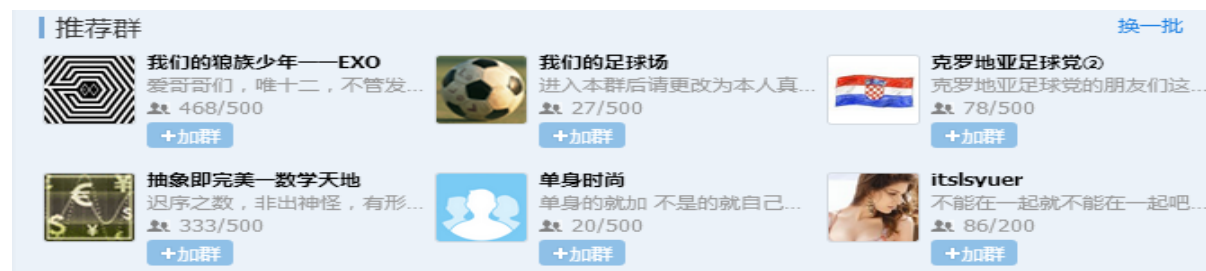 推荐群
换一批
我们的狼族少年——EXO
爱哥哥们，唯十二，不管发...
468/500
+加群
我们的足球场
进入本群后请更改为本人真...
27/500
+加群
克罗地亚足球党②
克罗地亚足球党的朋友们这...
78/500
+加群
抽象即完美—数学天地
迟序之数，非出神怪，有形...
333/500
+加群
单身时尚
单身的就加 不是的就自己...
20/500
+加群
itslsyuer
不能在一起就不能在一起吧...
86/200
+加群